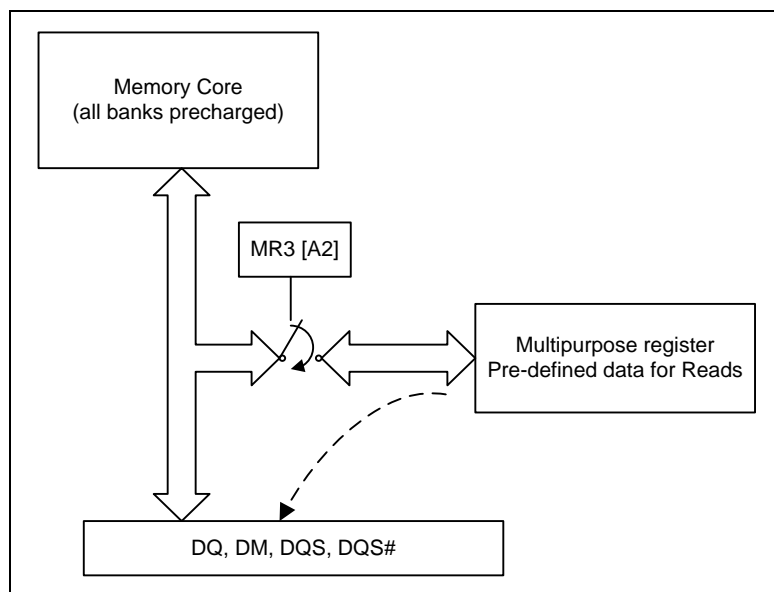 Memory Core
(all banks precharged)
MR3 [A2]
Multipurpose register
Pre-defined data for Reads
DQ, DM, DQS, DQS#